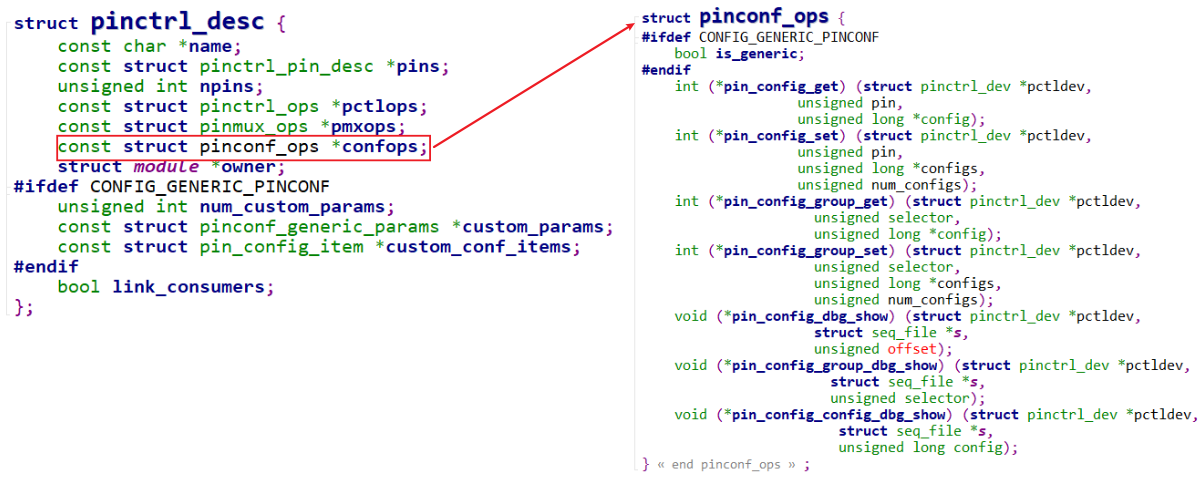 struct pinctrl_desc {
const char *name;
const struct pinctrl_pin_desc *pins;
unsigned int npins;
const struct pinctrl_ops *pctlops;
const struct pinmux_ops *pmxops;
const struct pinconf_ops *confops;
struct module *owner;
#ifdef CONFIG_GENERIC_PINCONF
unsigned int num_custom_params;
const struct pinconf_generic_params *custom_params;
const struct pin_config_item *custom_conf_items;
#endif
bool link_consumers;
};
struct pinconf_ops {
#ifdef CONFIG_GENERIC_PINCONF
bool is_generic;
#endif
int (*pin_config_get) (struct pinctrl_dev *pctldev,
unsigned pin,
unsigned long *config);
int (*pin_config_set) (struct pinctrl_dev *pctldev,
unsigned pin,
unsigned long *configs,
unsigned num_configs);
int (*pin_config_group_get) (struct pinctrl_dev *pctldev,
unsigned selector,
unsigned long *config);
int (*pin_config_group_set) (struct pinctrl_dev *pctldev,
unsigned selector,
unsigned long *configs,
unsigned num_configs);
void (*pin_config_dbg_show) (struct pinctrl_dev *pctldev,
struct seq_file *s,
unsigned offset);
void (*pin_config_group_dbg_show) (struct pinctrl_dev *pctldev,
struct seq_file *s,
unsigned selector);
void (*pin_config_config_dbg_show) (struct pinctrl_dev *pctldev,
struct seq_file *s,
unsigned long config);
} « end pinconf_ops » ;